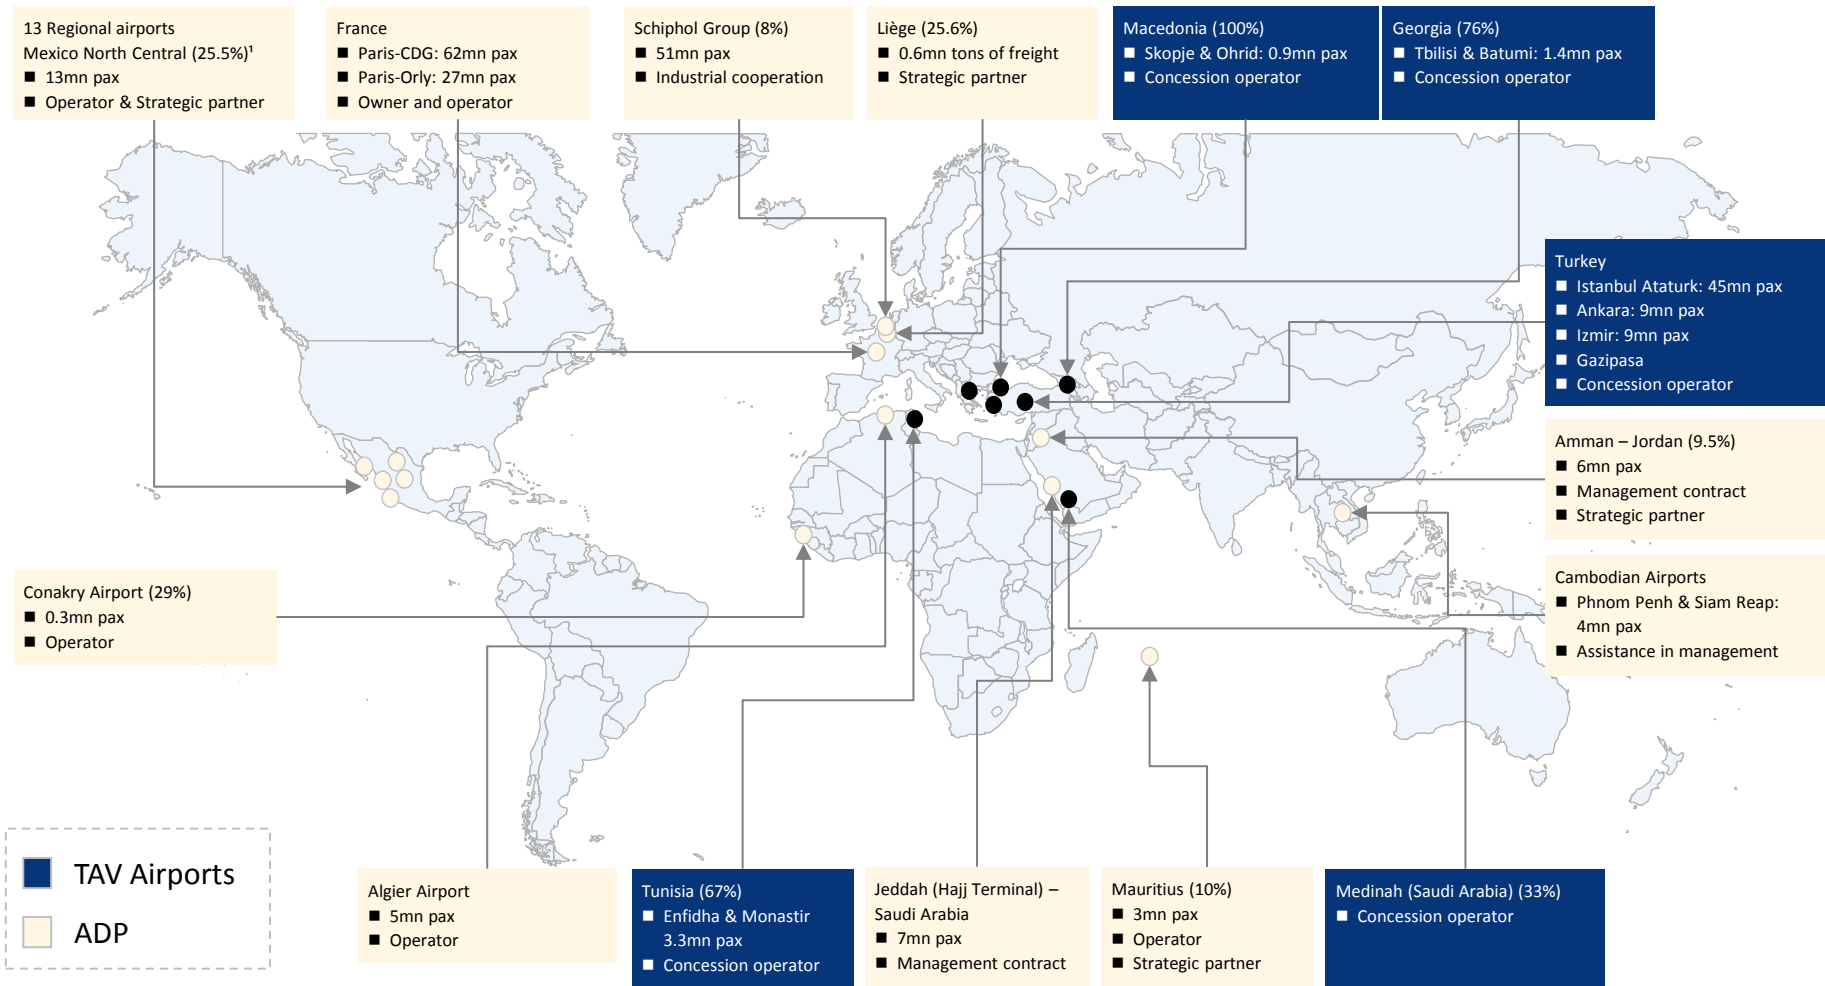 13 Regional airports
Mexico North Central (25.5%)¹
■ 13mn pax
■ Operator & Strategic partner
France
■ Paris-CDG: 62mn pax
■ Paris-Orly: 27mn pax
■ Owner and operator
Schiphol Group (8%)
■ 51mn pax
■ Industrial cooperation
Liège (25.6%)
■ 0.6mn tons of freight
■ Strategic partner
Macedonia (100%)
■ Skopje & Ohrid: 0.9mn pax
■ Concession operator
Georgia (76%)
■ Tbilisi & Batumi: 1.4mn pax
■ Concession operator
Turkey
■ Istanbul Ataturk: 45mn pax
■ Ankara: 9mn pax
■ Izmir: 9mn pax
■ Gazipasa
■ Concession operator
Amman – Jordan (9.5%)
■ 6mn pax
■ Management contract
■ Strategic partner
Cambodian Airports
■ Phnom Penh & Siam Reap:
4mn pax
■ Assistance in management
Conakry Airport (29%)
■ 0.3mn pax
■ Operator
TAV Airports
ADP
Algier Airport
■ 5mn pax
■ Operator
Tunisia (67%)
■ Enfidha & Monastir
3.3mn pax
■ Concession operator
Jeddah (Hajj Terminal) –
Saudi Arabia
■ 7mn pax
■ Management contract
Mauritius (10%)
■ 3mn pax
■ Operator
■ Strategic partner
Medinah (Saudi Arabia) (33%)
■ Concession operator